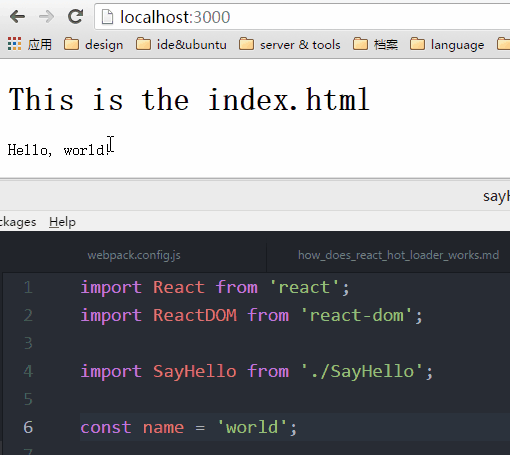 localhost:3000
应用 design ide&ubuntu server & tools 档案 language
This is the index.html
Hello, world!
sayH
ckages Help
webpack.config.js how_does_react_hot_loader_works.md
1 import React from 'react';
2 import ReactDOM from 'react-dom';
3
4 import SayHello from './SayHello';
5
6 const name = 'world';
7